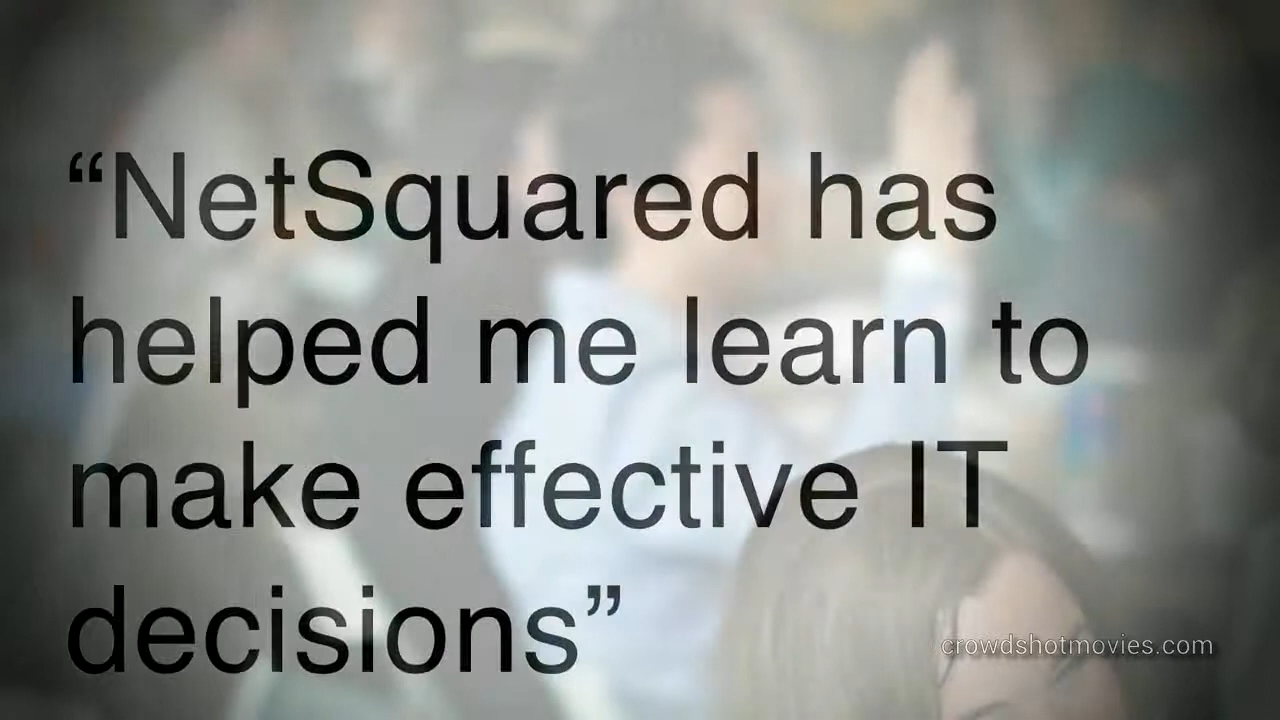 “NetSquared has
helped me learn to
make effective IT
decisions”
crowdshotmovies.com